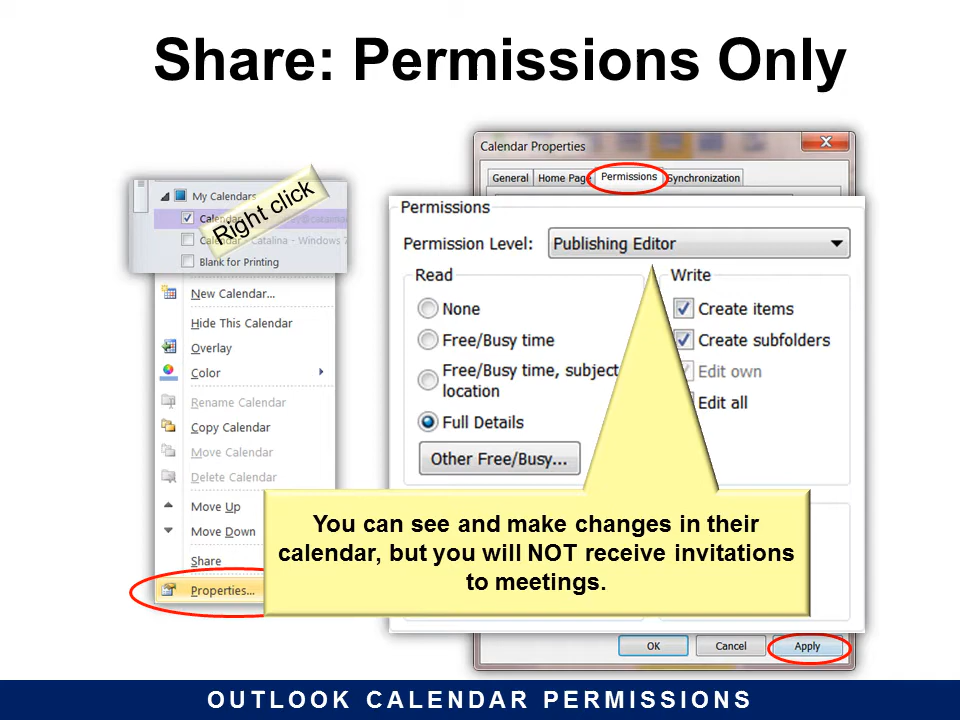 Share: Permissions Only
My Calendars
Right click
Blank for Printing
New Calendar...
Hide This Calendar
Overlay
Color
Rename Calendar
Copy Calendar
Move Calendar
Delete Calendar
Move Up
Move Down
Share
Properties...
Calendar Properties
General Home Page Permissions Synchronization
Permissions
Permission Level: Publishing Editor
Read Write
None Create items
Free/Busy time Create subfolders
Free/Busy time, subject Edit own
location Edit all
Full Details
Other Free/Busy...
You can see and make changes in their
calendar, but you will NOT receive invitations
to meetings.
OK Cancel Apply
OUTLOOK CALENDAR PERMISSIONS